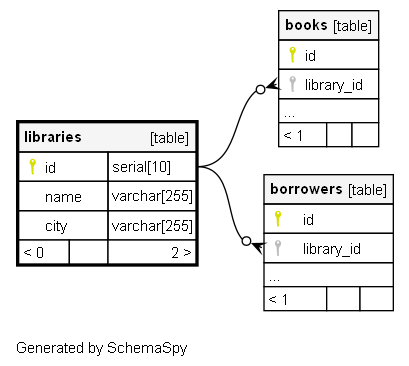 books [table]
id
library_id
...
< 1
libraries [table]
id serial[10]
name varchar[255]
city varchar[255]
< 0 2 >
borrowers [table]
id
library_id
...
< 1
Generated by SchemaSpy